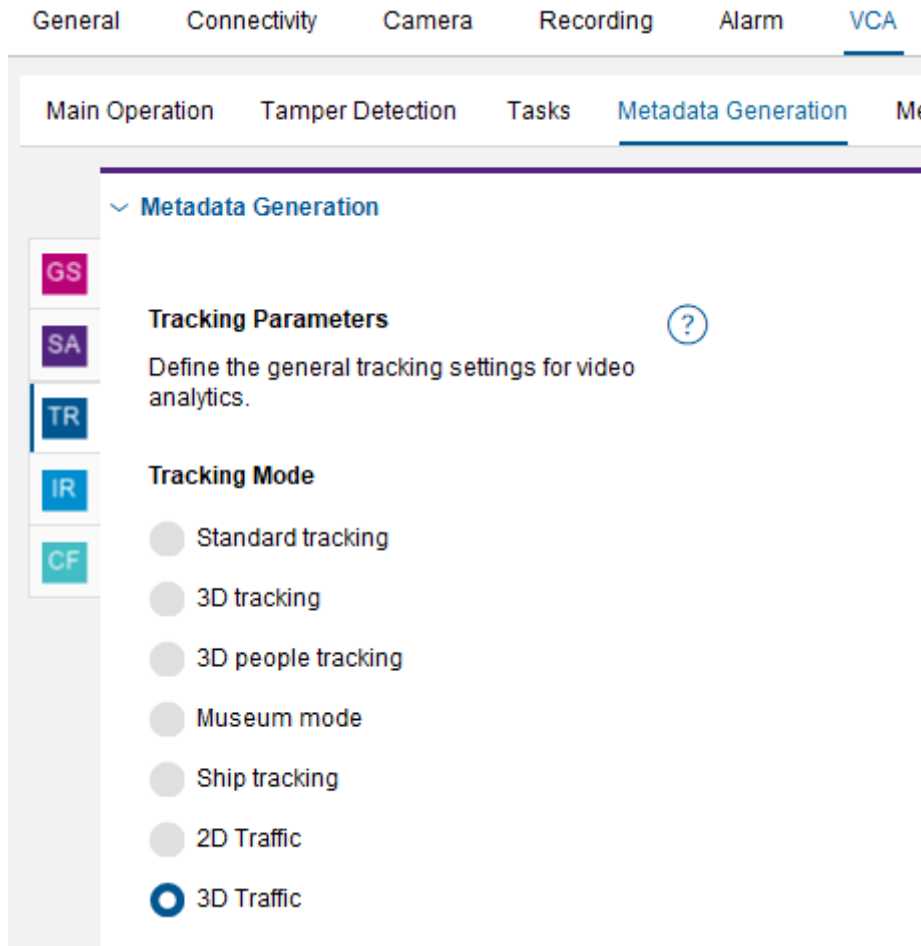 General Connectivity Camera Recording Alarm VCA
Main Operation Tamper Detection Tasks Metadata Generation Me
Metadata Generation
GS
SA
TR
IR
CF
Tracking Parameters ?
Define the general tracking settings for video
analytics.
Tracking Mode
Standard tracking
3D tracking
3D people tracking
Museum mode
Ship tracking
2D Traffic
3D Traffic